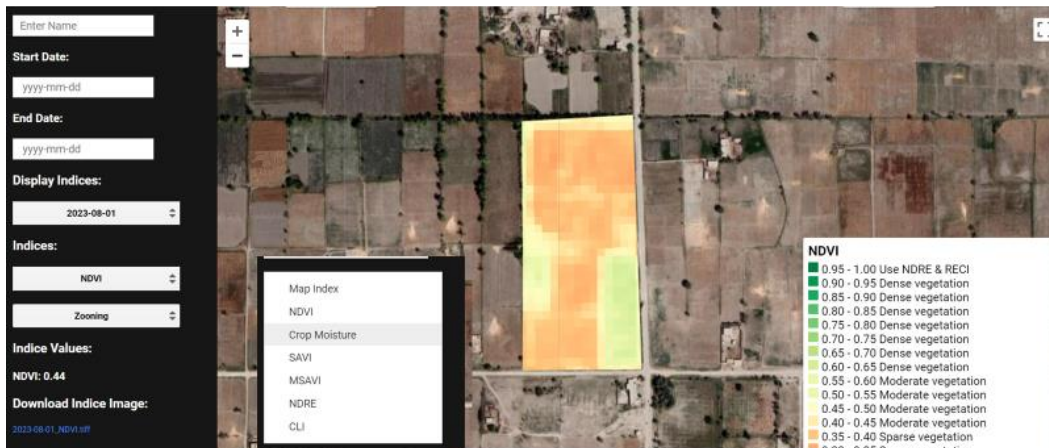 Enter Name
Start Date:
yyyy-mm-dd
End Date:
yyyy-mm-dd
Display Indices:
2023-08-01
Indices:
NDVI
Zooning
Indice Values:
NDVI: 0.44
Download Indice Image:
2023-08-01_NDVI.tiff
+
−
Map Index
NDVI
Crop Moisture
SAVI
MSAVI
NDRE
CLI
NDVI
0.95 - 1.00 Use NDRE & RECI
0.90 - 0.95 Dense vegetation
0.85 - 0.90 Dense vegetation
0.80 - 0.85 Dense vegetation
0.75 - 0.80 Dense vegetation
0.70 - 0.75 Dense vegetation
0.65 - 0.70 Dense vegetation
0.60 - 0.65 Dense vegetation
0.55 - 0.60 Moderate vegetation
0.50 - 0.55 Moderate vegetation
0.45 - 0.50 Moderate vegetation
0.40 - 0.45 Moderate vegetation
0.35 - 0.40 Sparse vegetation